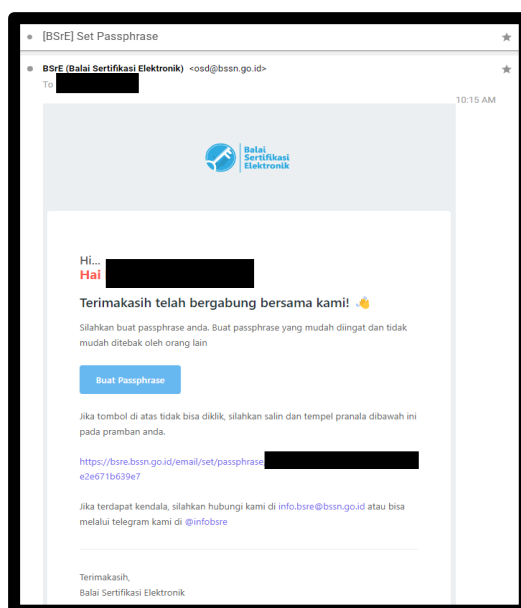 [BSrE] Set Passphrase
BSrE (Balai Sertifikasi Elektronik) <osd@bssn.go.id>
To
10:15 AM
Balai
Sertifikasi
Elektronik
Hi...
Hai
Terimakasih telah bergabung bersama kami! 👋
Silahkan buat passphrase anda. Buat passphrase yang mudah diingat dan tidak
mudah ditebak oleh orang lain
Buat Passphrase
Jika tombol di atas tidak bisa diklik, silahkan salin dan tempel pranala dibawah ini
pada pramban anda.
https://bsre.bssn.go.id/email/set/passphrase
e2e671b639e7
Jika terdapat kendala, silahkan hubungi kami di info.bsre@bssn.go.id atau bisa
melalui telegram kami di @infobsre
Terimakasih,
Balai Sertifikasi Elektronik